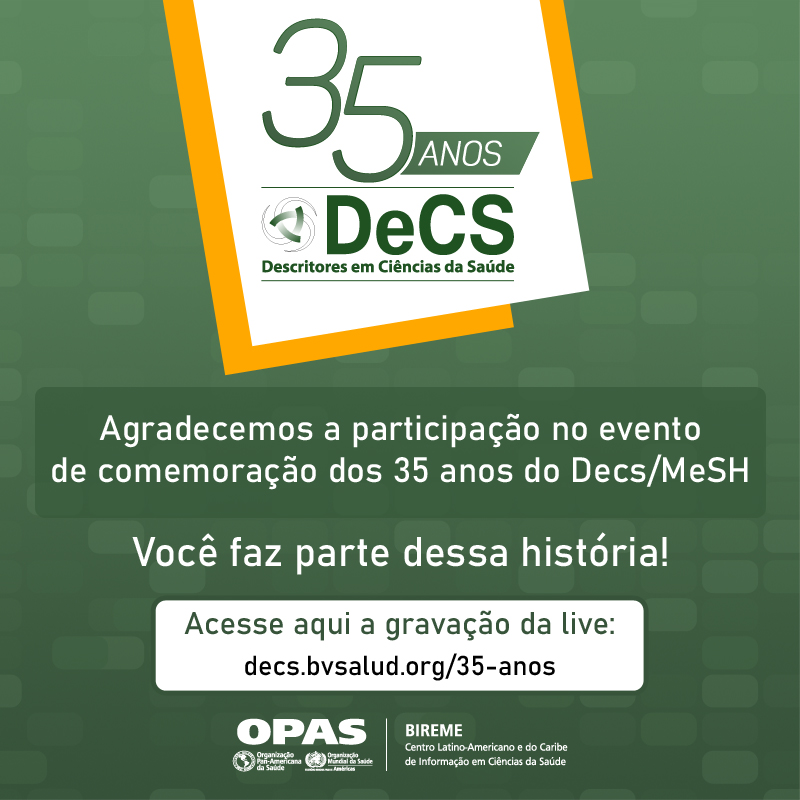 35
ANOS
DeCS
Descritores em Ciências da Saúde
Agradecemos a participação no evento
de comemoração dos 35 anos do Decs/MeSH
Você faz parte dessa história!
Acesse aqui a gravação da live:
decs.bvsalud.org/35-anos
OPAS
Organização
Pan-Americana
da Saúde
Organização
Mundial da Saúde
Américas
BIREME
Centro Latino-Americano e do Caribe
de Informação em Ciências da Saúde